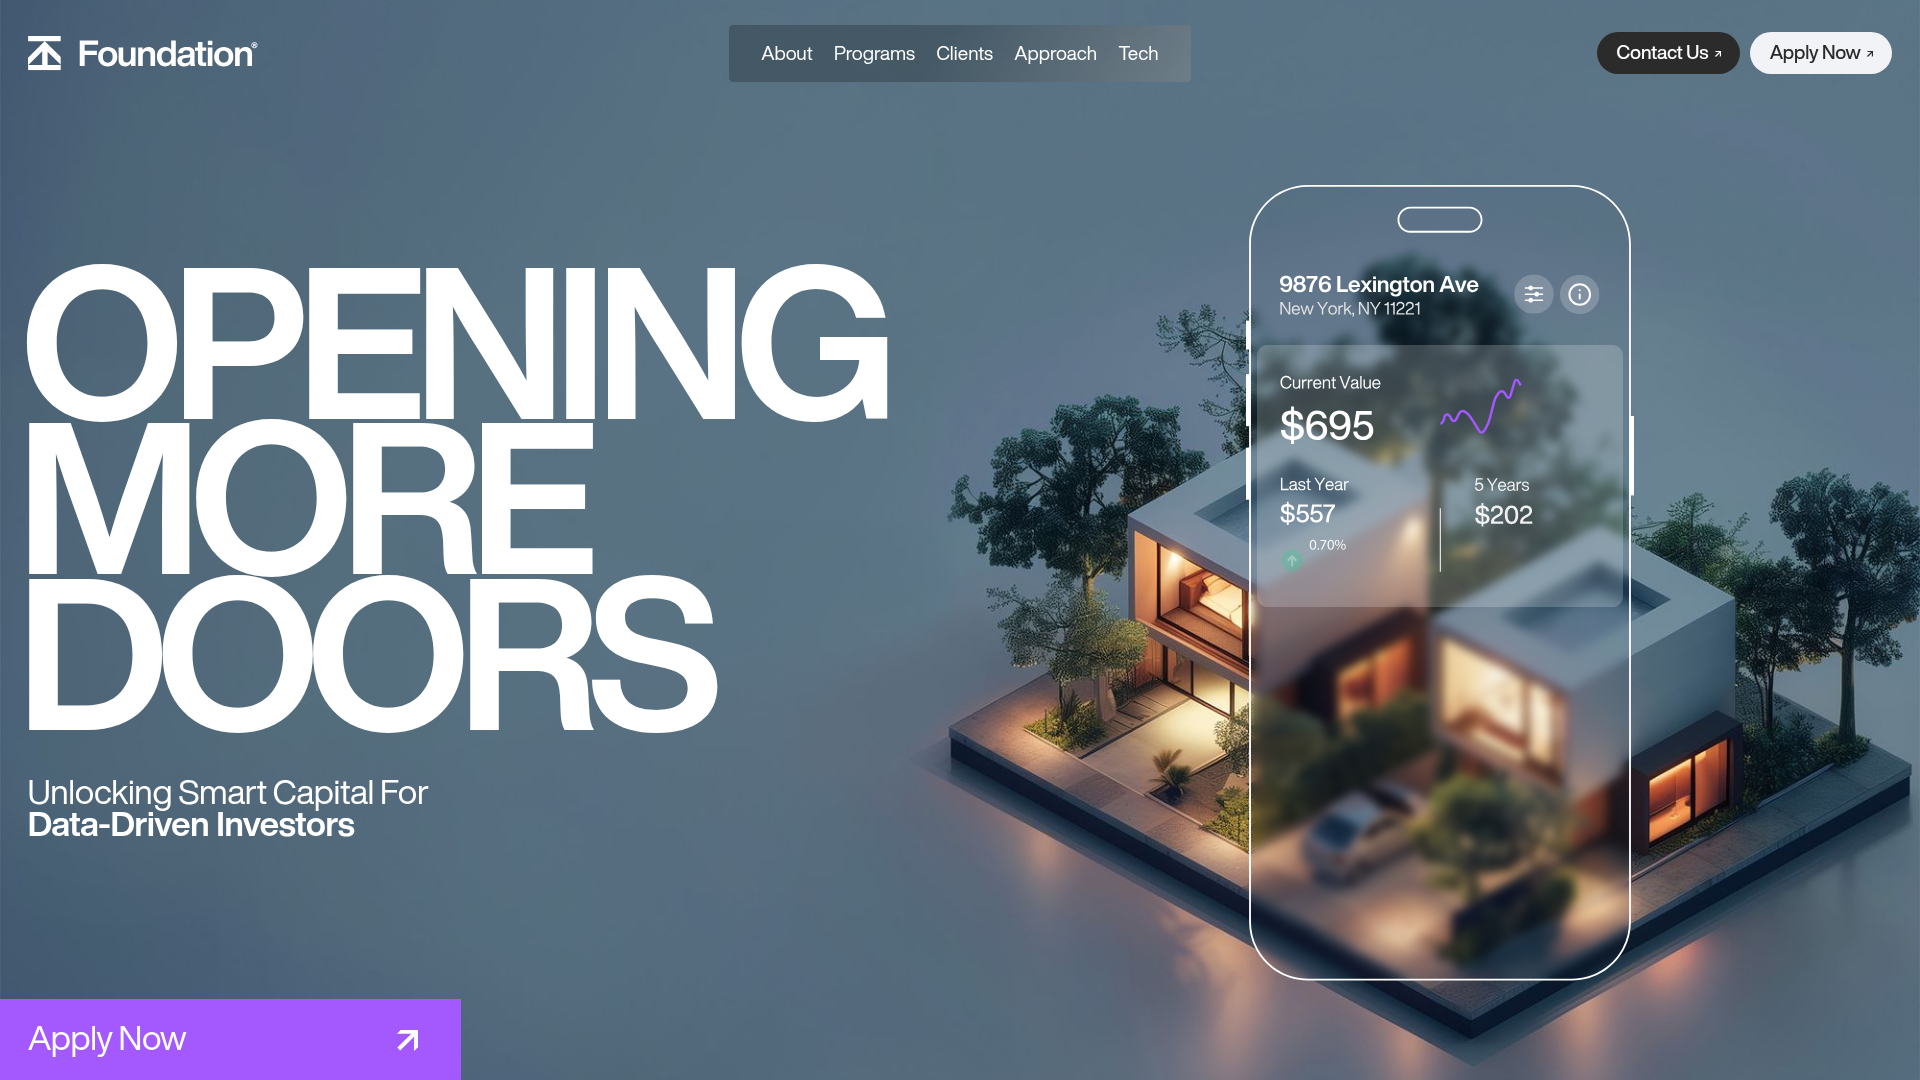 Foundation®
About Programs Clients Approach Tech
Contact Us
Apply Now
OPENING
MORE
DOORS
Unlocking Smart Capital For
Data-Driven Investors
Apply Now
9876 Lexington Ave
New York, NY 11221
Current Value
$695
Last Year
$557
0.70%
5 Years
$202